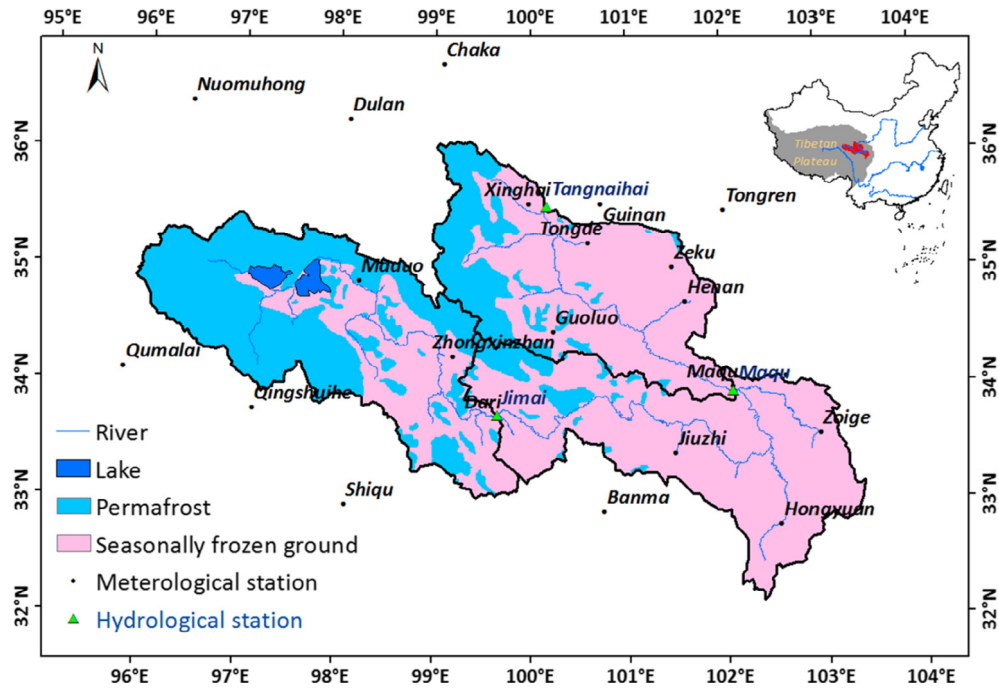 95°E 96°E 97°E 98°E 99°E 100°E 101°E 102°E 103°E 104°E
N
Chaka
Nuomuhong
Dulan
36°N
36°N
Tibetan
Plateau
Xinghai Tangnaihai
Tongren
Guinan
Tongde
Zeku
35°N
35°N
Maduo
Henan
Guoluo
Zhongxinzhan
Qumalai
34°N
34°N
Maqu Maqu
Qingshuihe
Dari Jimai
Zoige
River
Jiuzhi
Lake
33°N
33°N
Shiqu
Banma
Permafrost
Hongyuan
Seasonally frozen ground
Meterological station
32°N
32°N
Hydrological station
96°E 97°E 98°E 99°E 100°E 101°E 102°E 103°E 104°E